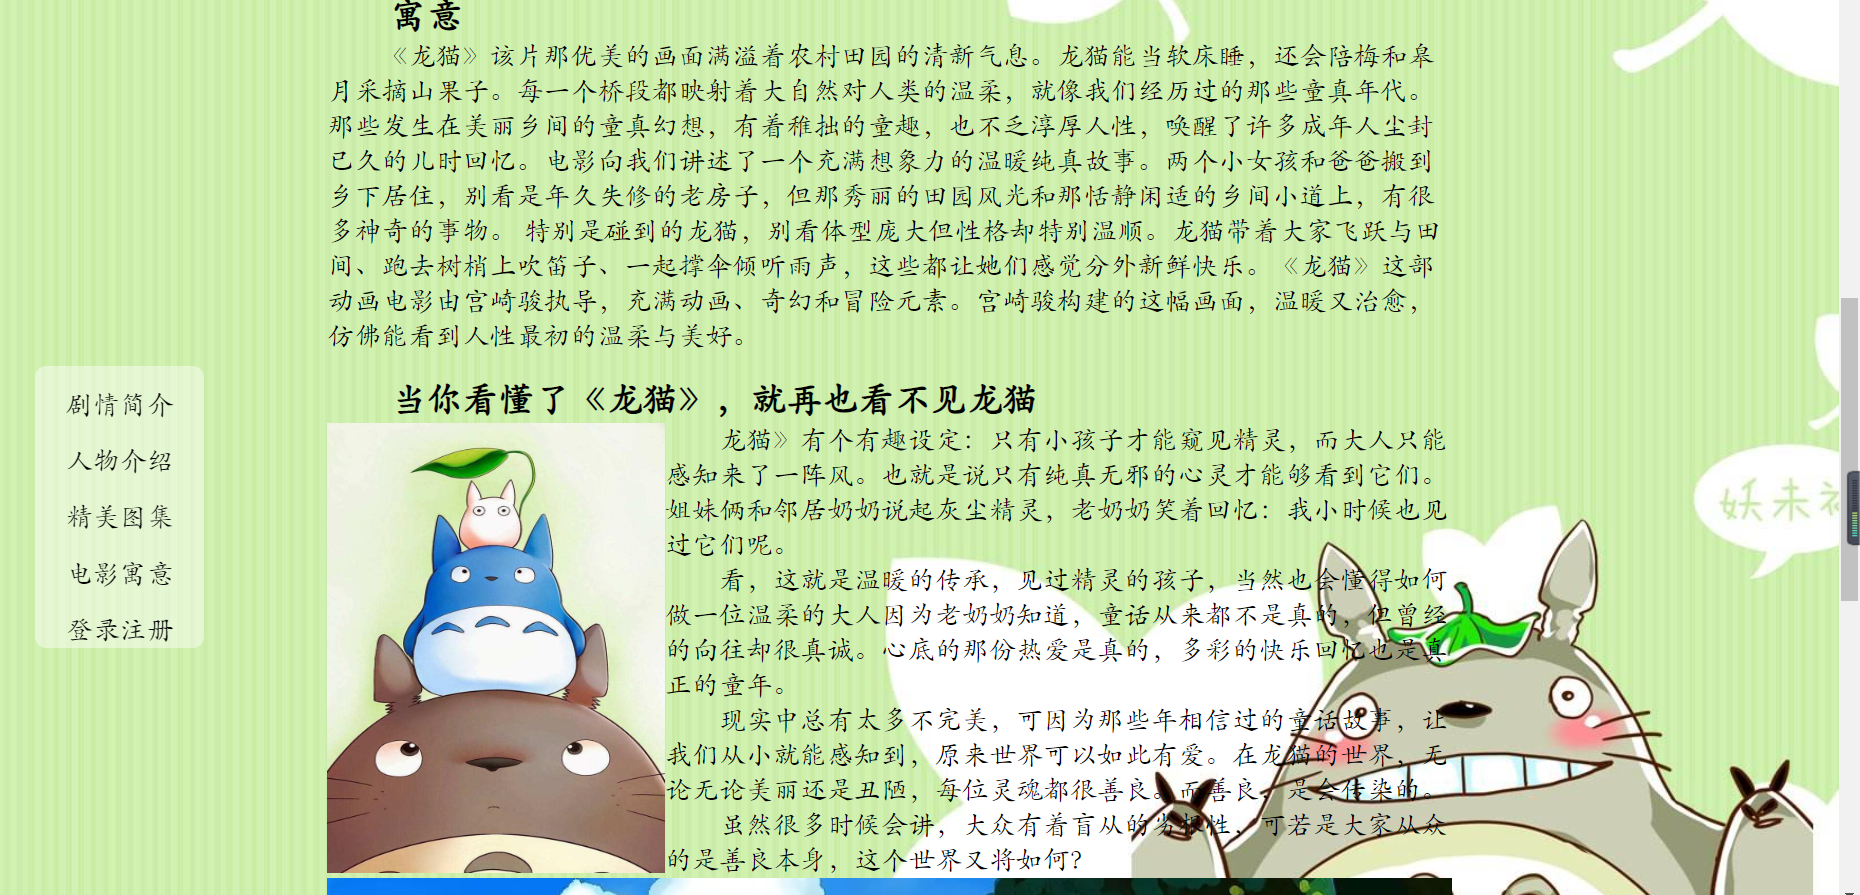 寓意
《龙猫》该片那优美的画面满溢着农村田园的清新气息。龙猫能当软床睡，还会陪梅和皋
月采摘山果子。每一个桥段都映射着大自然对人类的温柔，就像我们经历过的那些童真年代。
那些发生在美丽乡间的童真幻想，有着稚拙的童趣，也不乏淳厚人性，唤醒了许多成年人尘封
已久的儿时回忆。电影向我们讲述了一个充满想象力的温暖纯真故事。两个小女孩和爸爸搬到
乡下居住，别看是年久失修的老房子，但那秀丽的田园风光和那恬静闲适的乡间小道上，有很
多神奇的事物。 特别是碰到的龙猫，别看体型庞大但性格却特别温顺。龙猫带着大家飞跃与田
间、跑去树梢上吹笛子、一起撑伞倾听雨声，这些都让她们感觉分外新鲜快乐。《龙猫》这部
动画电影由宫崎骏执导，充满动画、奇幻和冒险元素。宫崎骏构建的这幅画面，温暖又治愈，
仿佛能看到人性最初的温柔与美好。
剧情简介
人物介绍
精美图集
电影寓意
登录注册
当你看懂了《龙猫》，就再也看不见龙猫
龙猫》有个有趣设定：只有小孩子才能窥见精灵，而大人只能
感知来了一阵风。也就是说只有纯真无邪的心灵才能够看到它们。
姐妹俩和邻居奶奶说起灰尘精灵，老奶奶笑着回忆：我小时候也见
过它们呢。
看，这就是温暖的传承，见过精灵的孩子，当然也会懂得如何
做一位温柔的大人因为老奶奶知道，童话从来都不是真的，但曾经
的向往却很真诚。心底的那份热爱是真的，多彩的快乐回忆也是真
正的童年。
现实中总有太多不完美，可因为那些年相信过的童话故事，让
我们从小就能感知到，原来世界可以如此有爱。在龙猫的世界，无
论无论美丽还是丑陋，每位灵魂都很善良。而善良，是会传染的。
虽然很多时候会讲，大众有着盲从的劣根性，可若是大家从众
的是善良本身，这个世界又将如何？
妖未